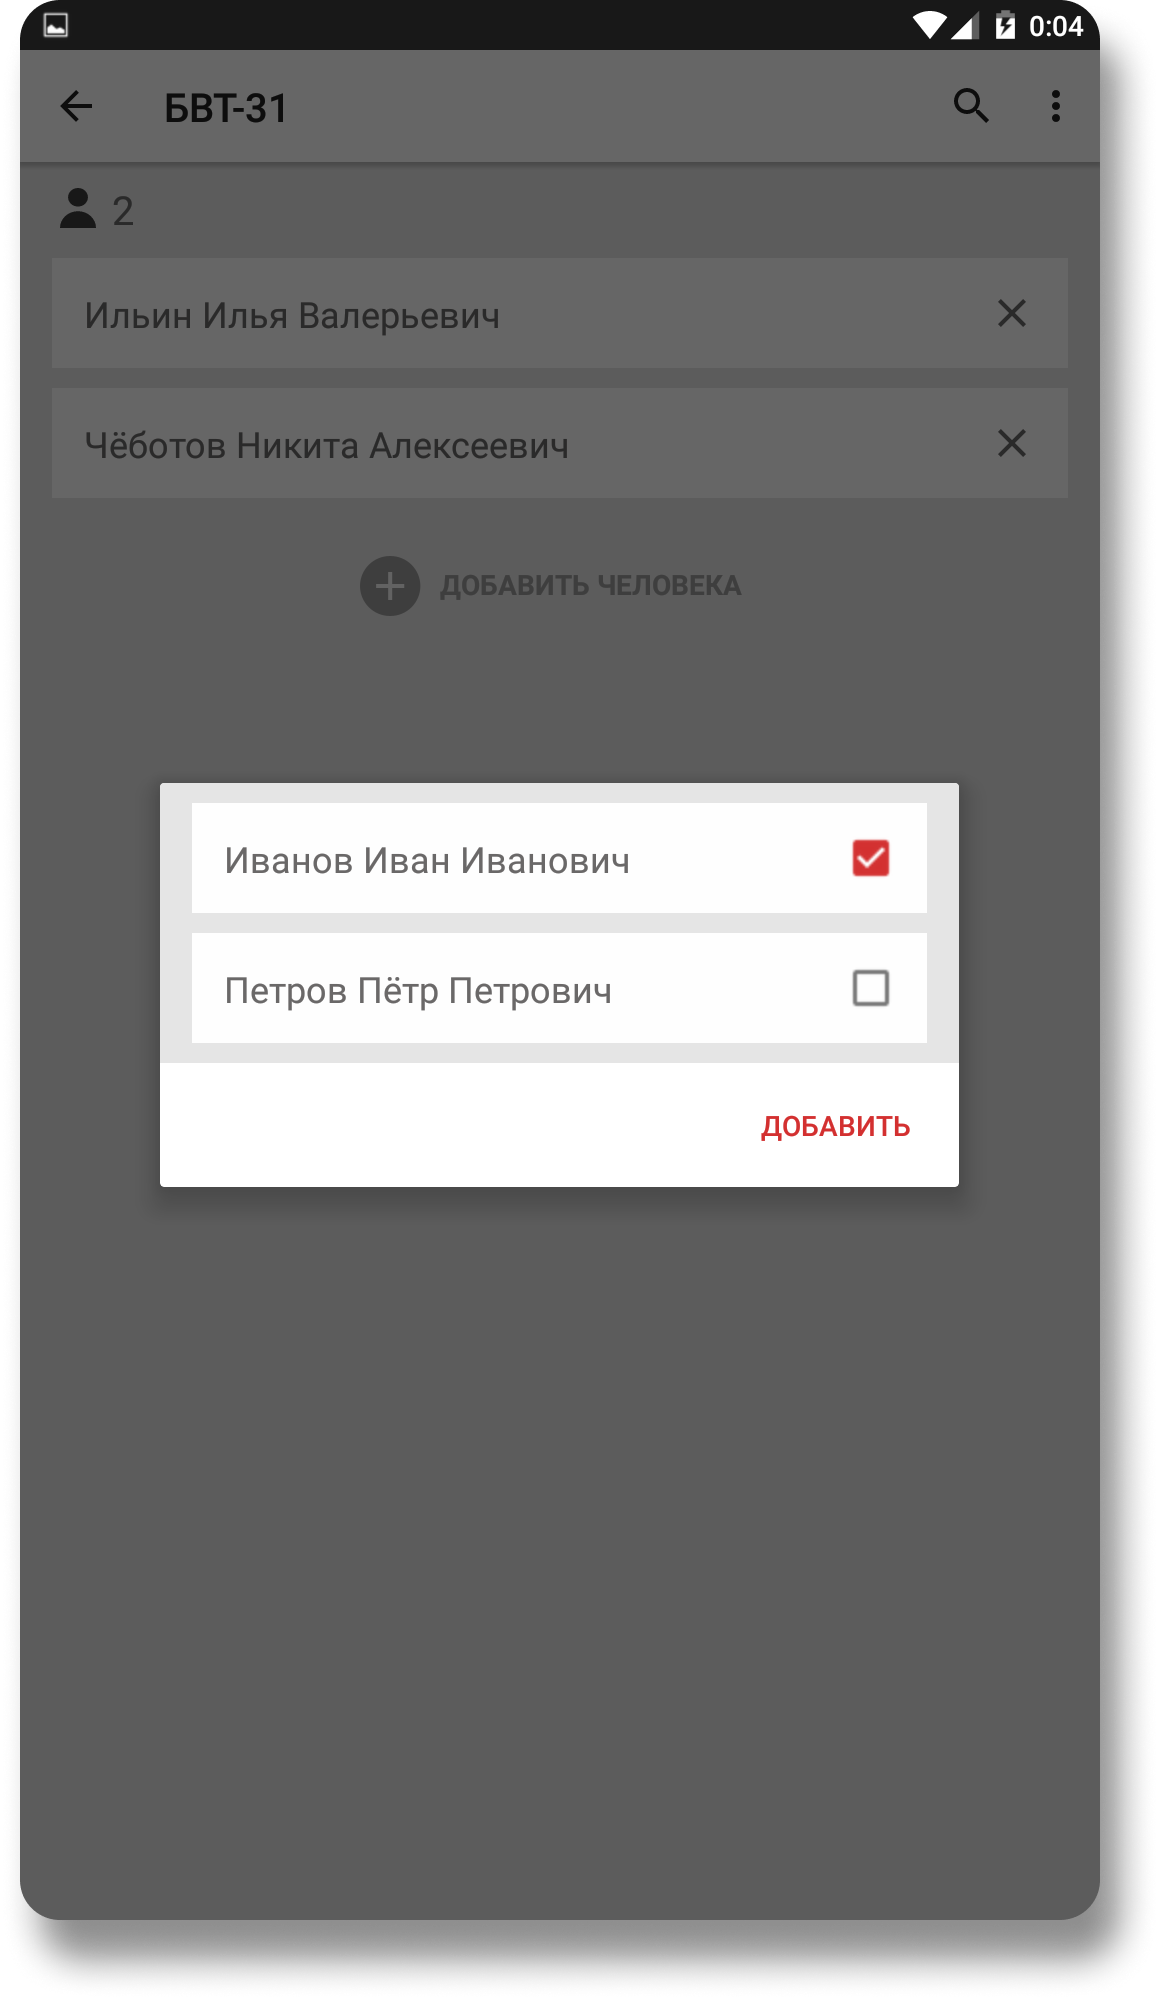 0:04
БВТ-31
2
Ильин Илья Валерьевич
Чёботов Никита Алексеевич
ДОБАВИТЬ ЧЕЛОВЕКА
Иванов Иван Иванович
Петров Пётр Петрович
ДОБАВИТЬ